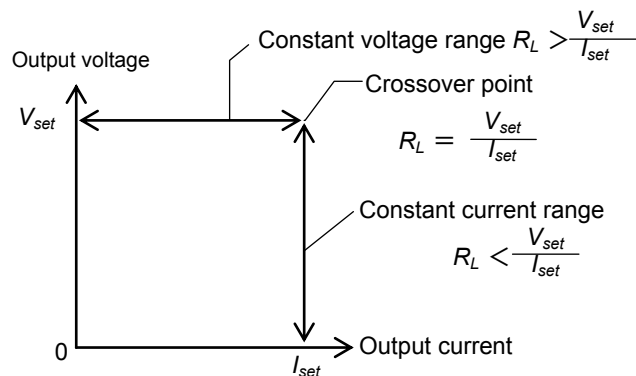 Constant voltage range R_L > V_set / I_set
Output voltage
Crossover point
V_set
R_L = V_set / I_set
Constant current range
R_L < V_set / I_set
0
Output current
I_set